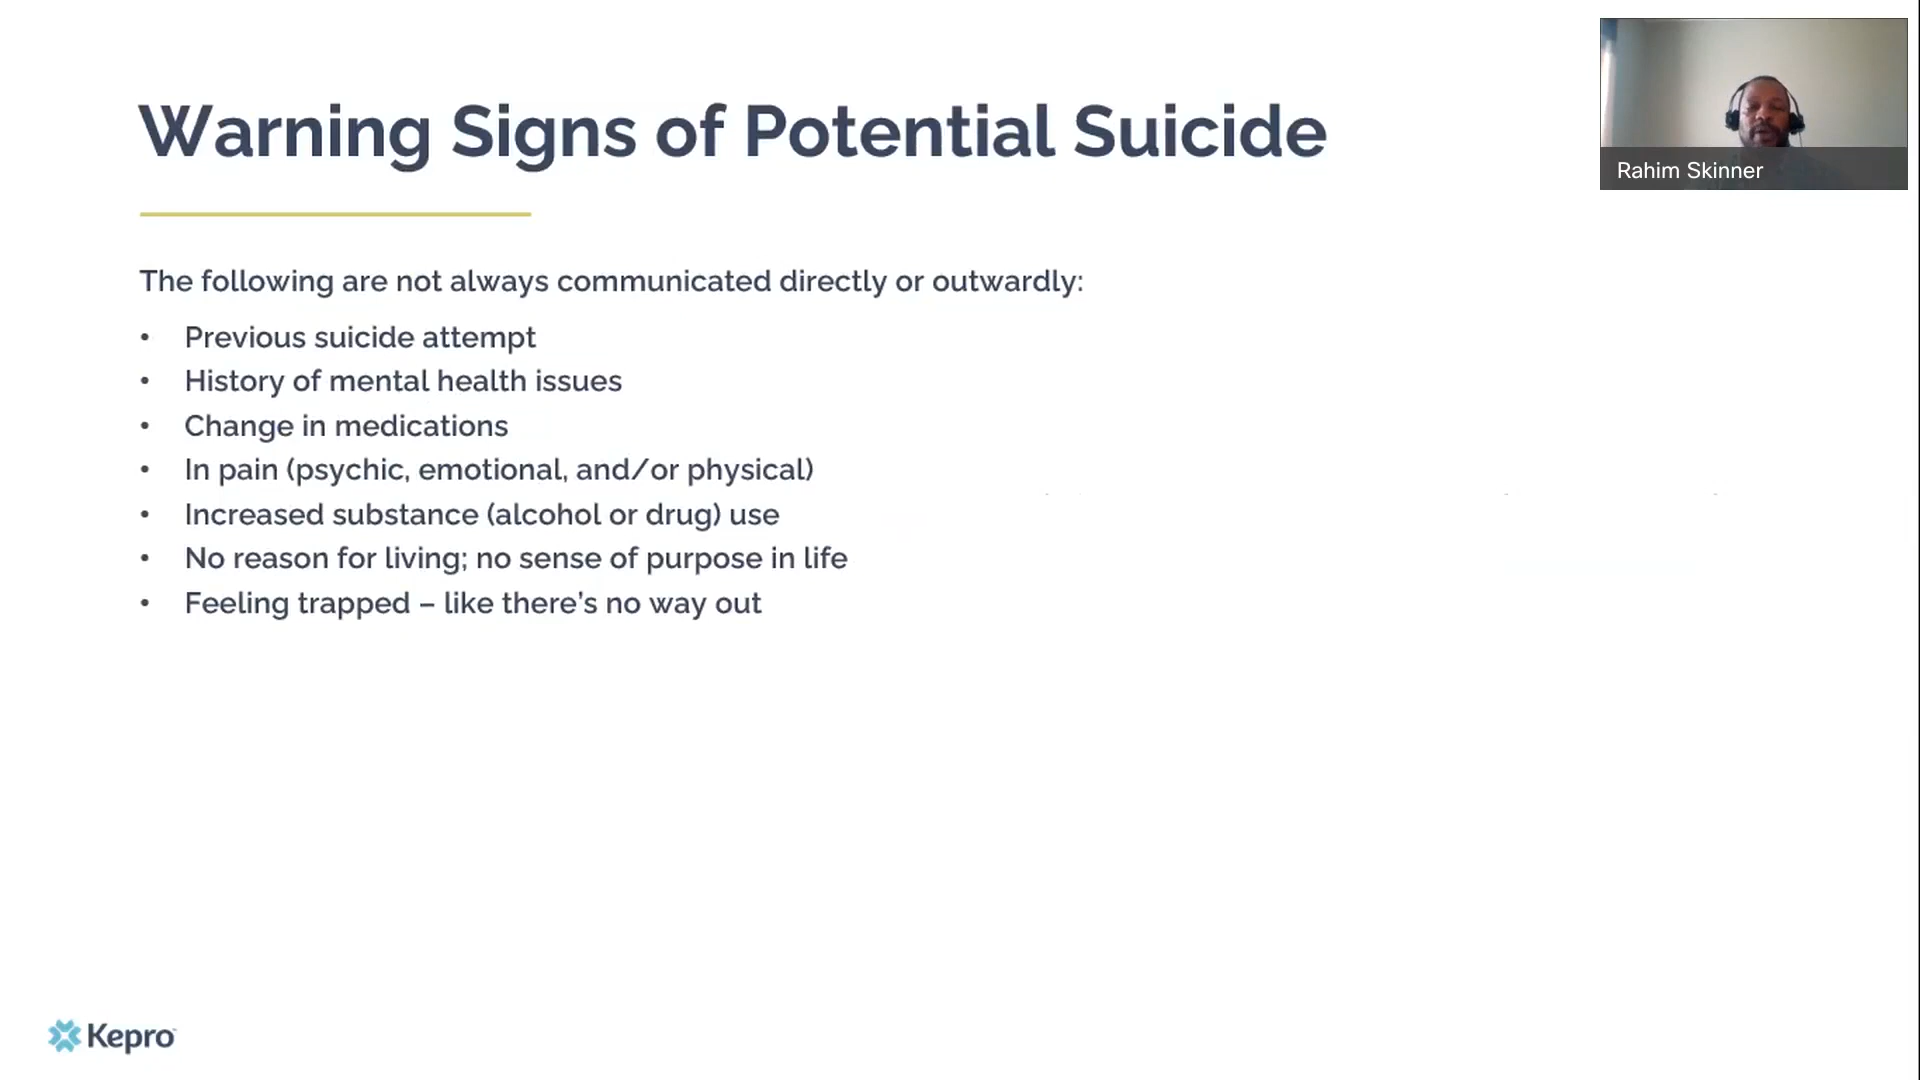 Warning Signs of Potential Suicide
Rahim Skinner
The following are not always communicated directly or outwardly:
• Previous suicide attempt
• History of mental health issues
• Change in medications
• In pain (psychic, emotional, and/or physical)
• Increased substance (alcohol or drug) use
• No reason for living; no sense of purpose in life
• Feeling trapped – like there’s no way out
Kepro